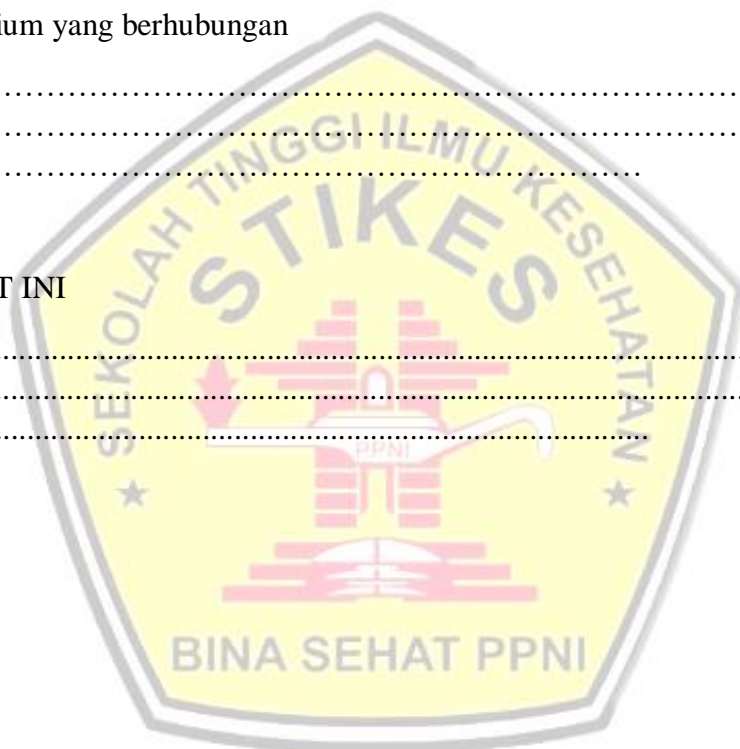 ium yang berhubungan
……………………………………………………………………
……………………………………………………………………
………………………………………………………….
T INI
..........................................................................................
..........................................................................................
...............................................................................
SEKOLAH TINGGI ILMU KESEHATAN
STIKES
PPNI
BINA SEHAT PPNI